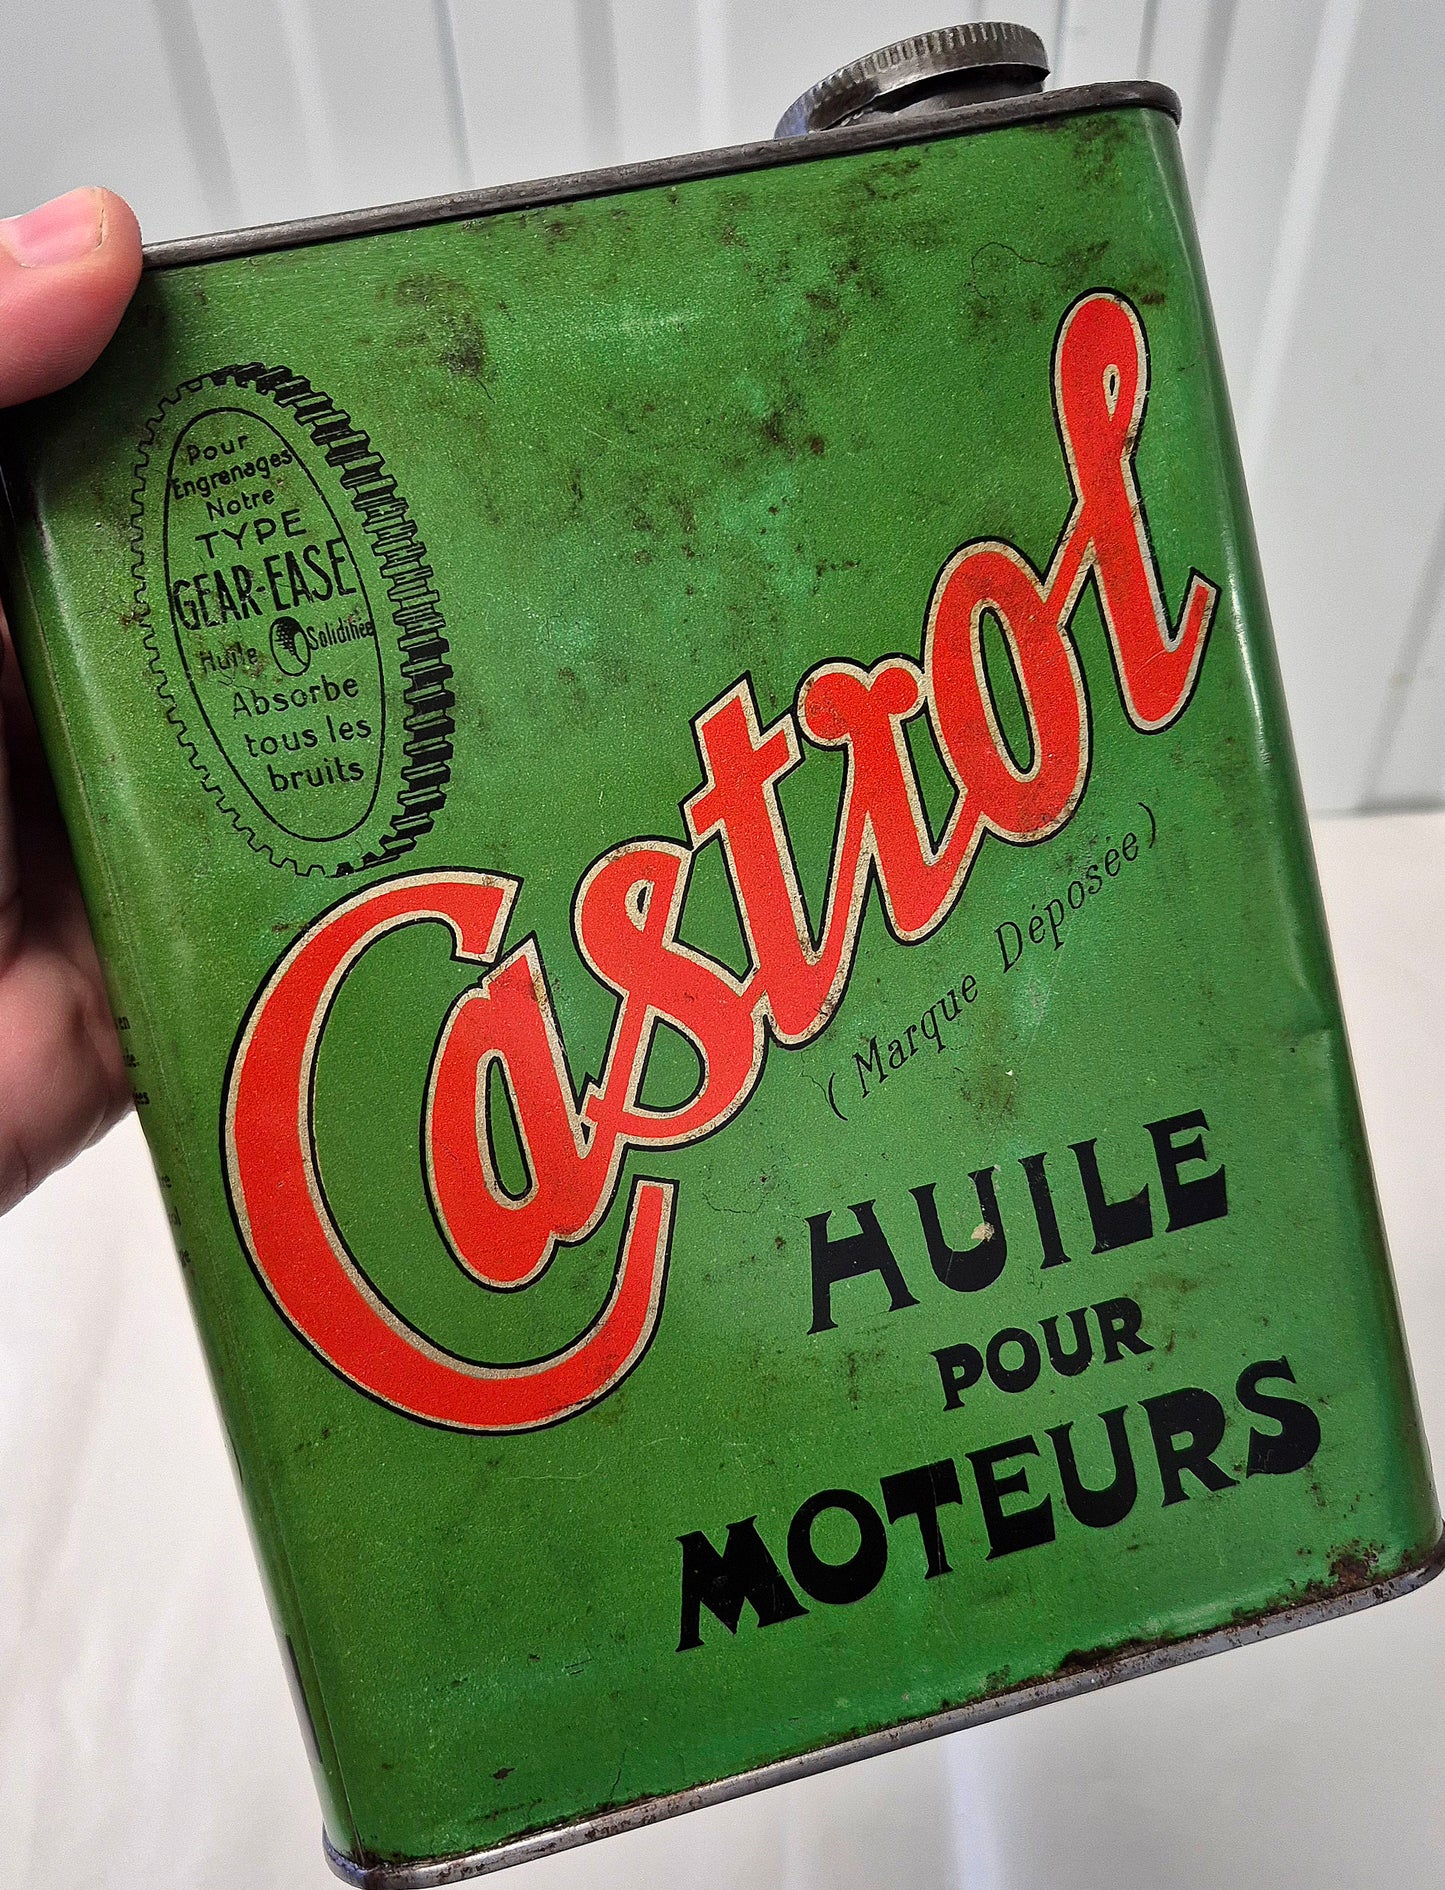 Pour
Engrenages
Notre
TYPE
GEAR-EASE
Huile Solidifiée
Absorbe
tous les
bruits
Castrol
(Marque Déposée)
HUILE
POUR
MOTEURS